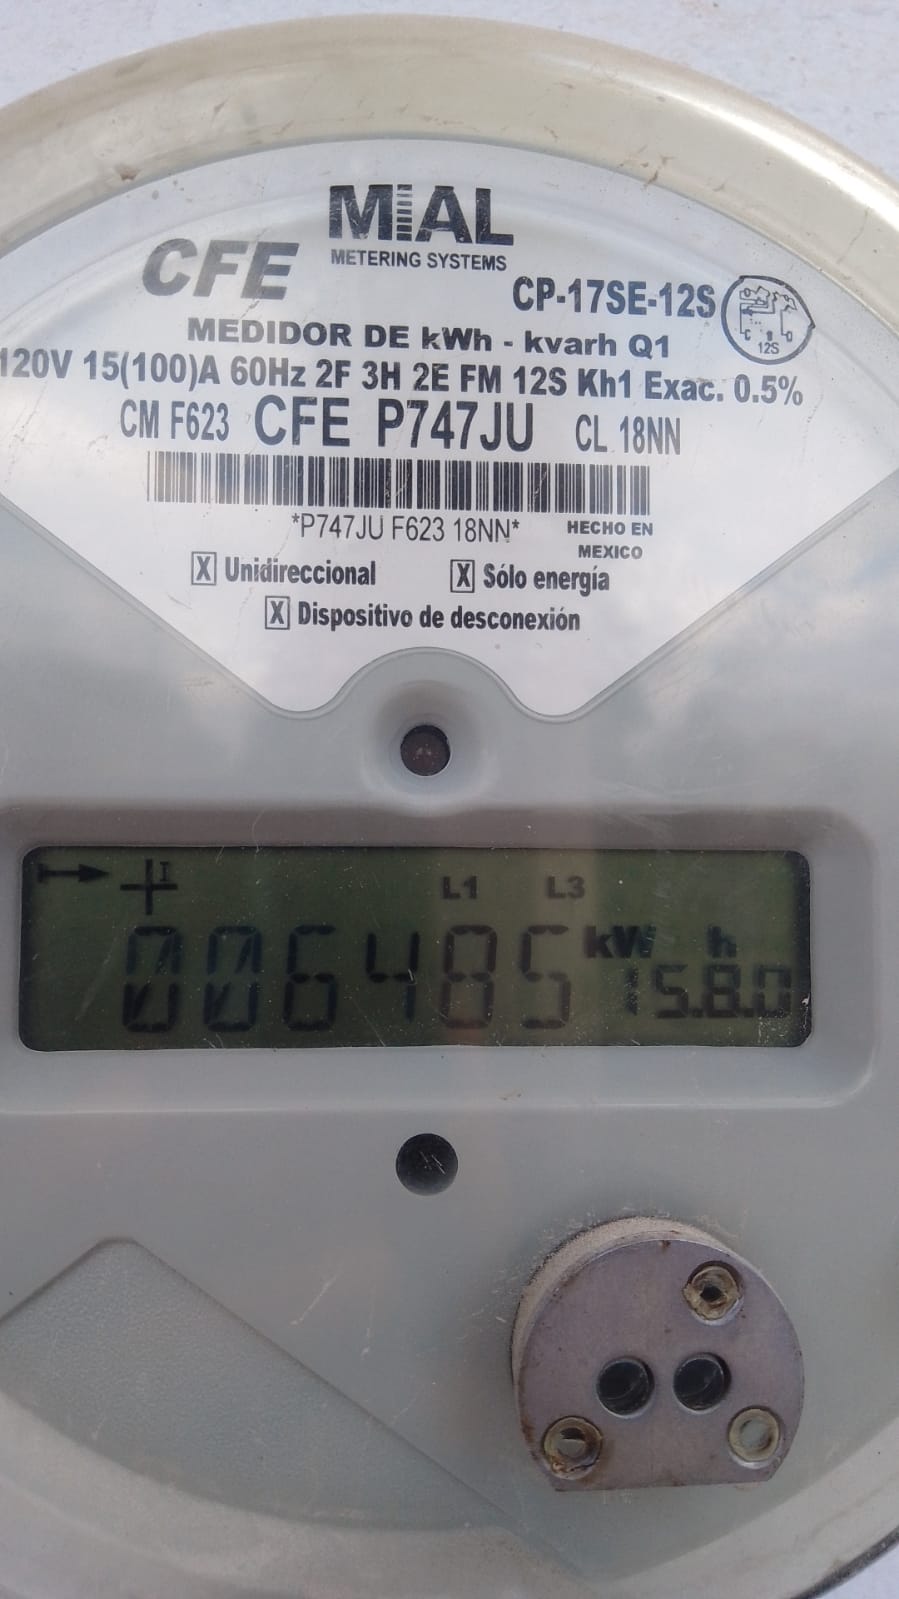 MIAL
METERING SYSTEMS
CFE
CP-17SE-12S
12S
MEDIDOR DE kWh - kvarh Q1
120V 15(100)A 60Hz 2F 3H 2E FM 12S Kh1 Exac. 0.5%
CM F623 CFE P747JU CL 18NN
*P747JU F623 18NN*
HECHO EN
MEXICO
X Unidireccional X Sólo energía
X Dispositivo de desconexión
I L1 L3
006485 kW h
15.8.0